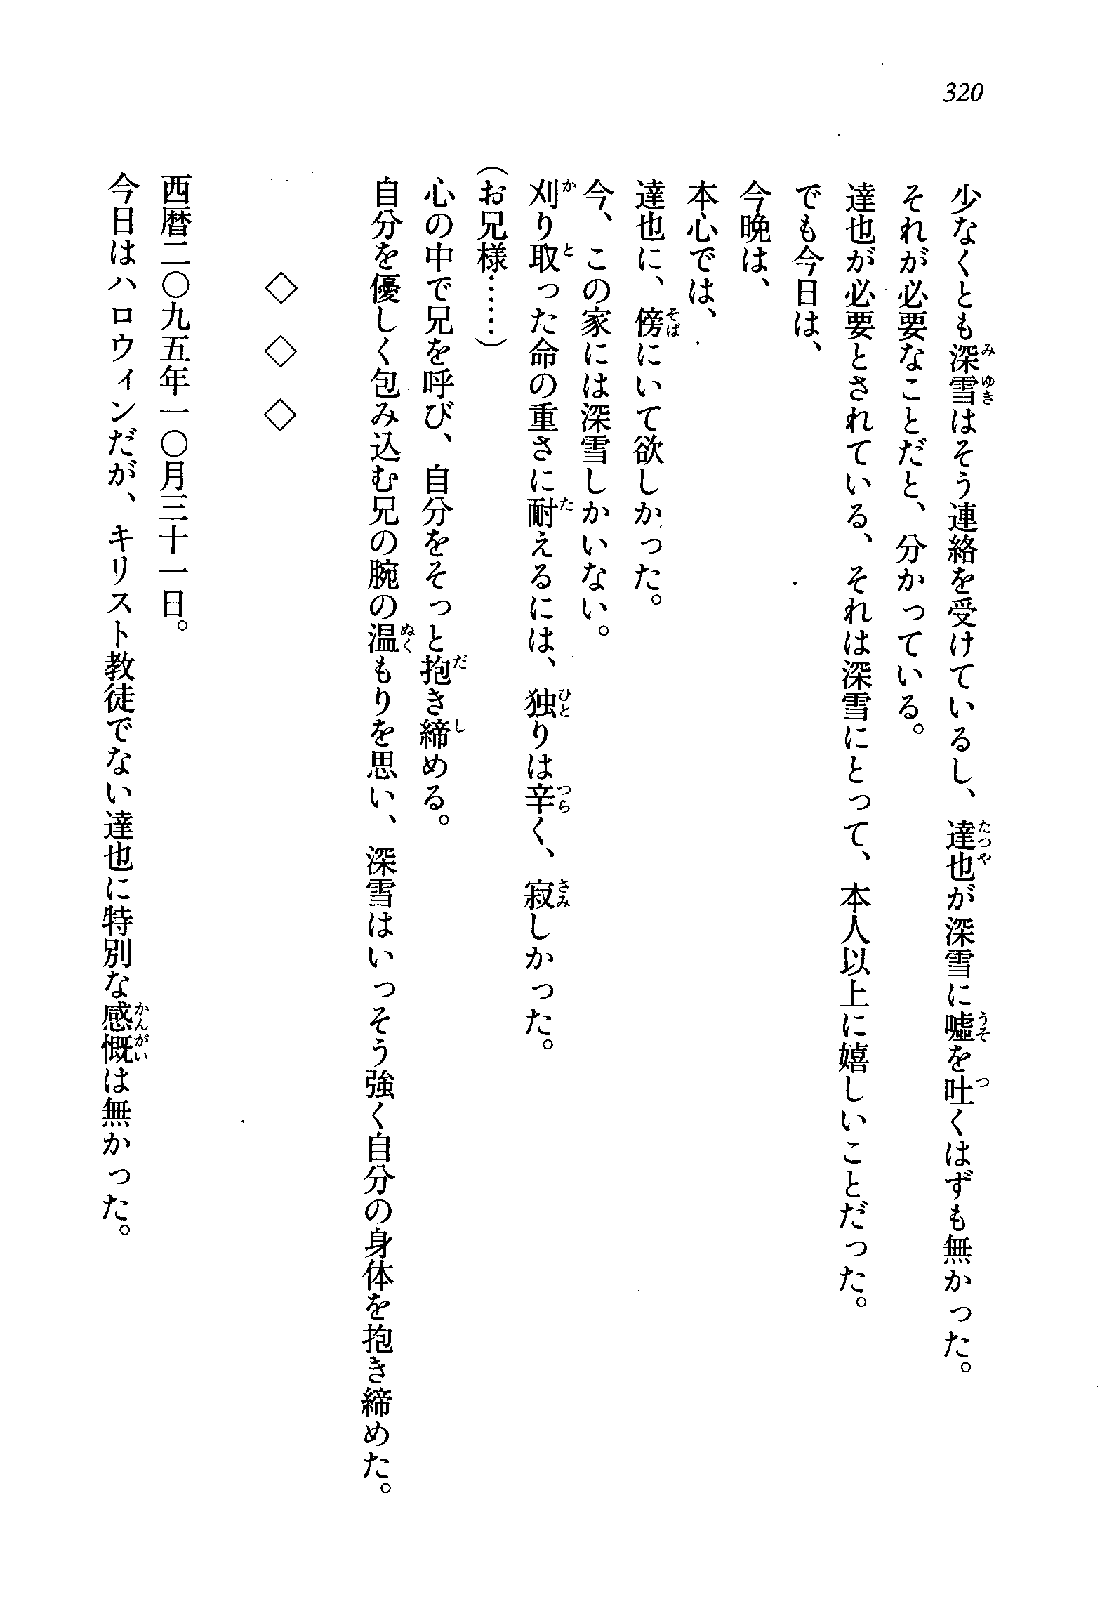 320
少なくとも深雪はそう連絡を受けているし、達也が深雪に嘘を吐くはずも無かった。
それが必要なことだと、分かっている。
達也が必要とされている、それは深雪にとって、本人以上に嬉しいことだった。
でも今日は、
今晩は、
本心では、
達也に、傍にいて欲しかった。
今、この家には深雪しかいない。
刈り取った命の重さに耐えるには、独りは辛く、寂しかった。
(お兄様……)
心の中で兄を呼び、自分をそっと抱き締める。
自分を優しく包み込む兄の腕の温もりを思い、深雪はいっそう強く自分の身体を抱き締めた。
◇ ◇ ◇
西暦二〇九五年一〇月三十一日。
今日はハロウィンだが、キリスト教徒でない達也に特別な感慨は無かった。